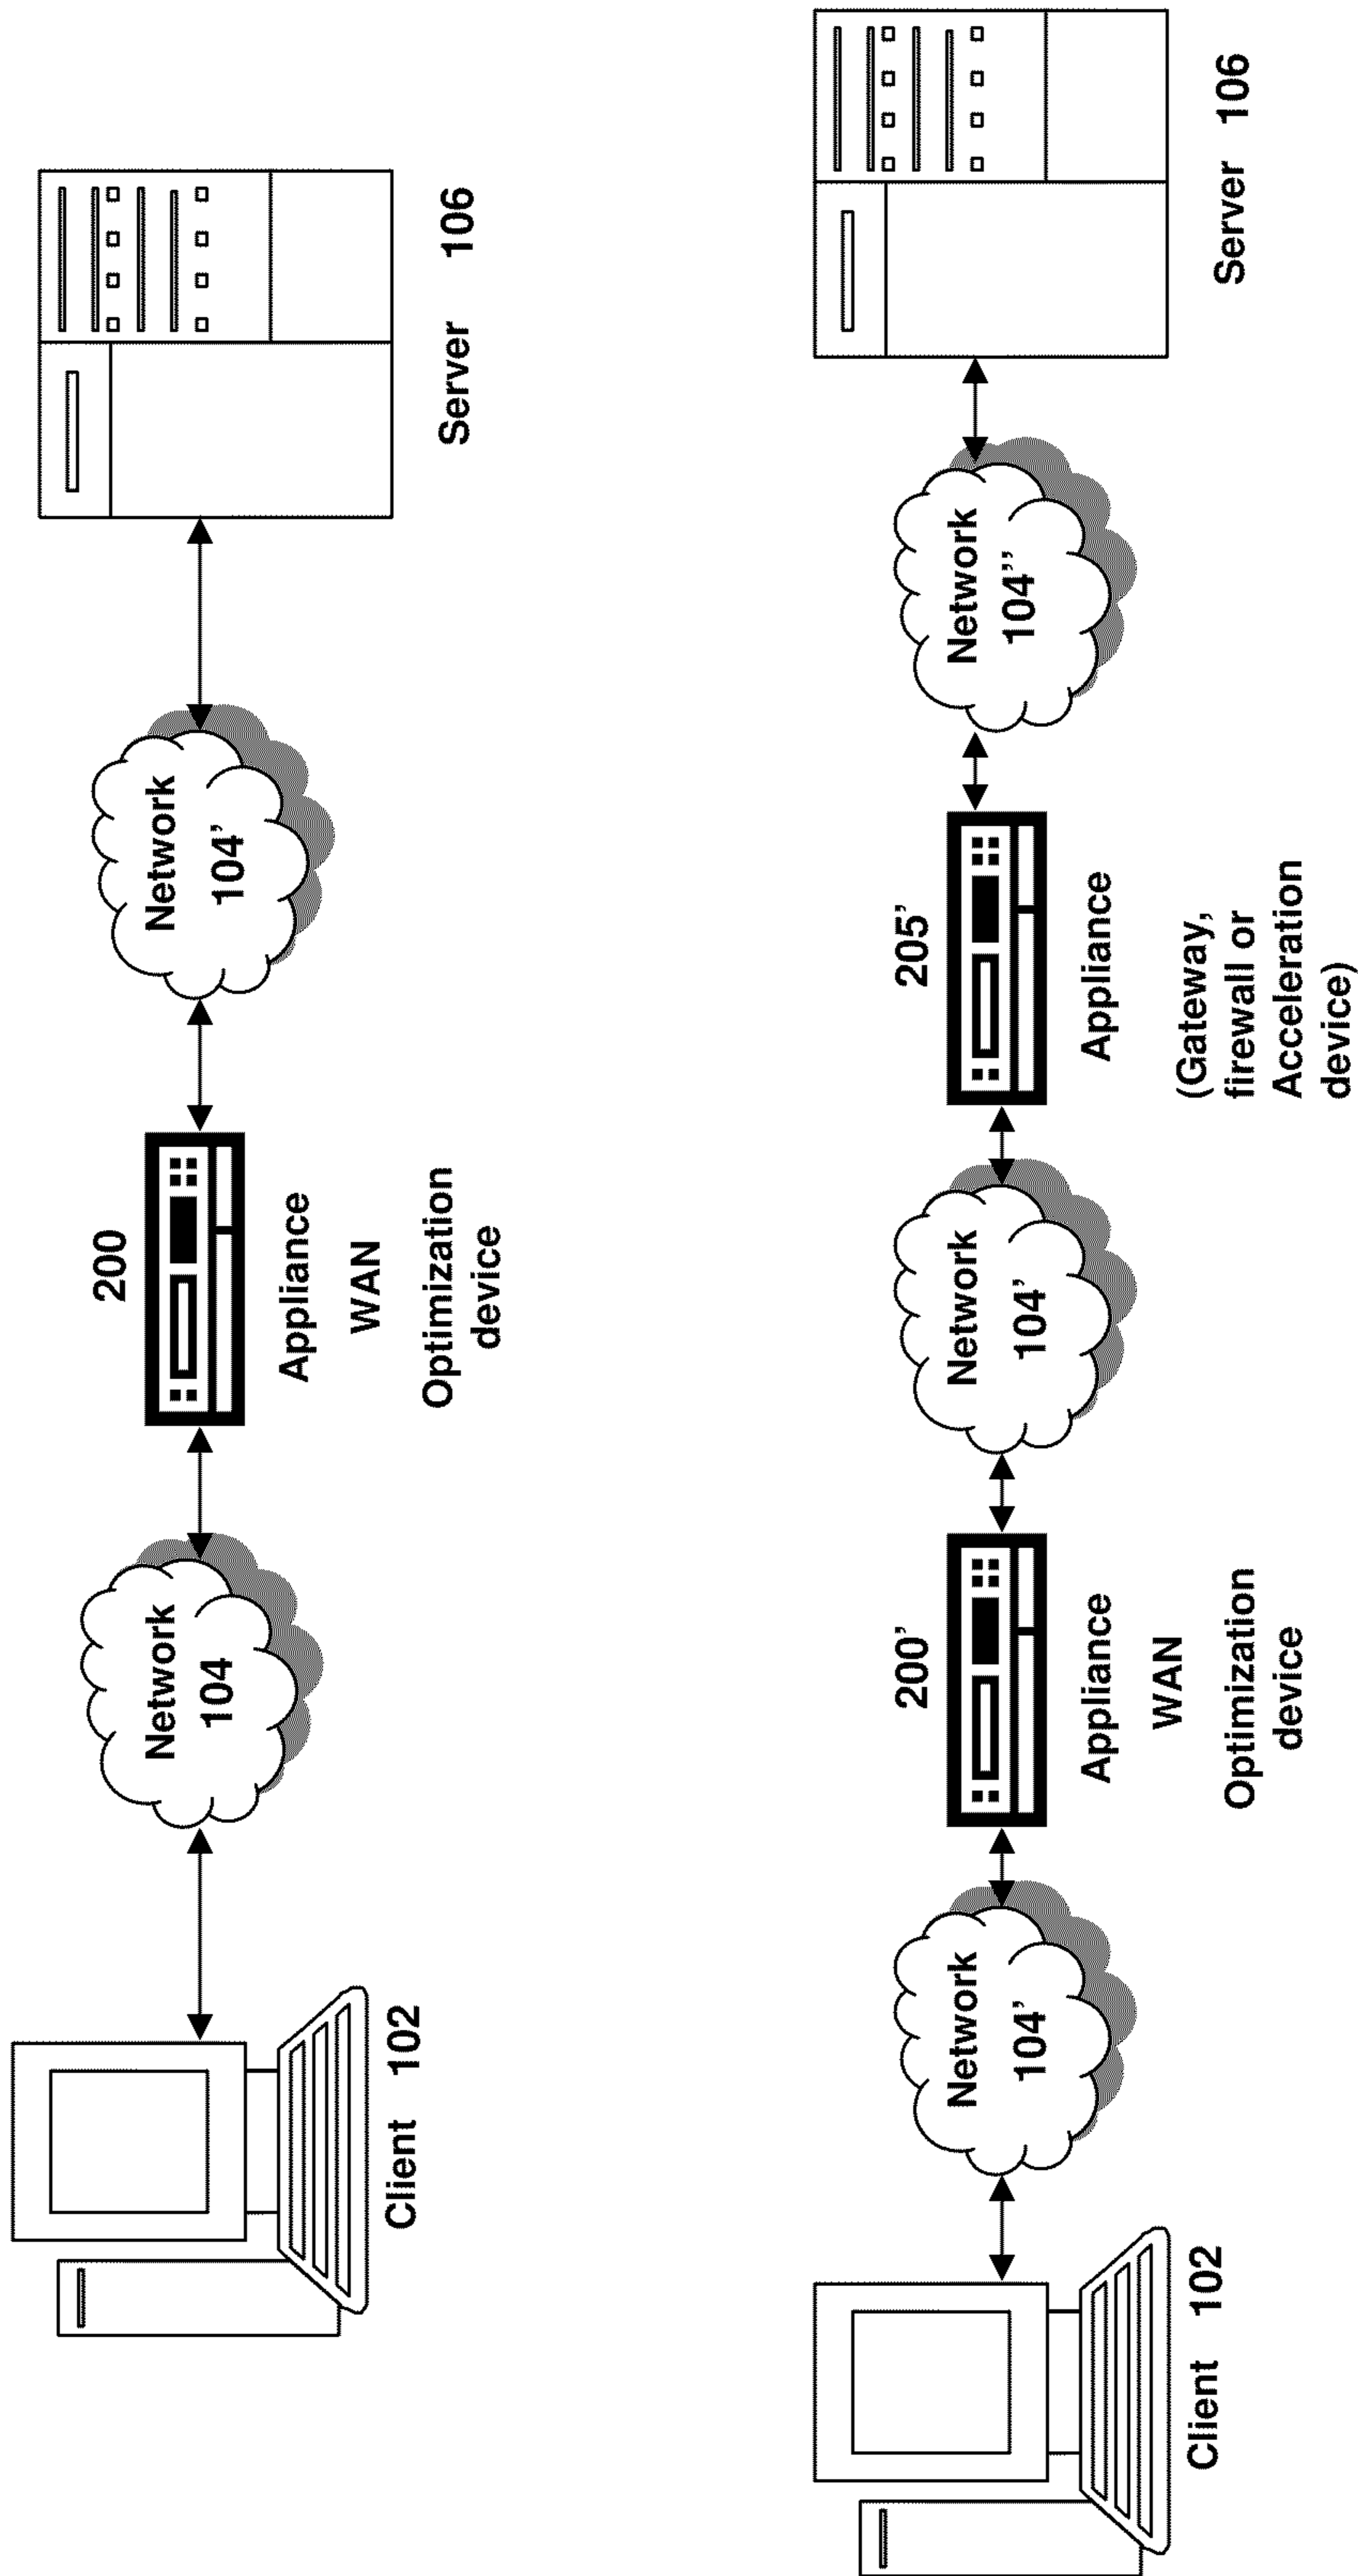 Client 102
Network
104
200
Appliance
WAN
Optimization
device
Network
104’
Server 106
Client 102
Network
104’
200’
Appliance
WAN
Optimization
device
Network
104’
205’
Appliance
(Gateway,
firewall or
Acceleration
device)
Network
104’’
Server 106